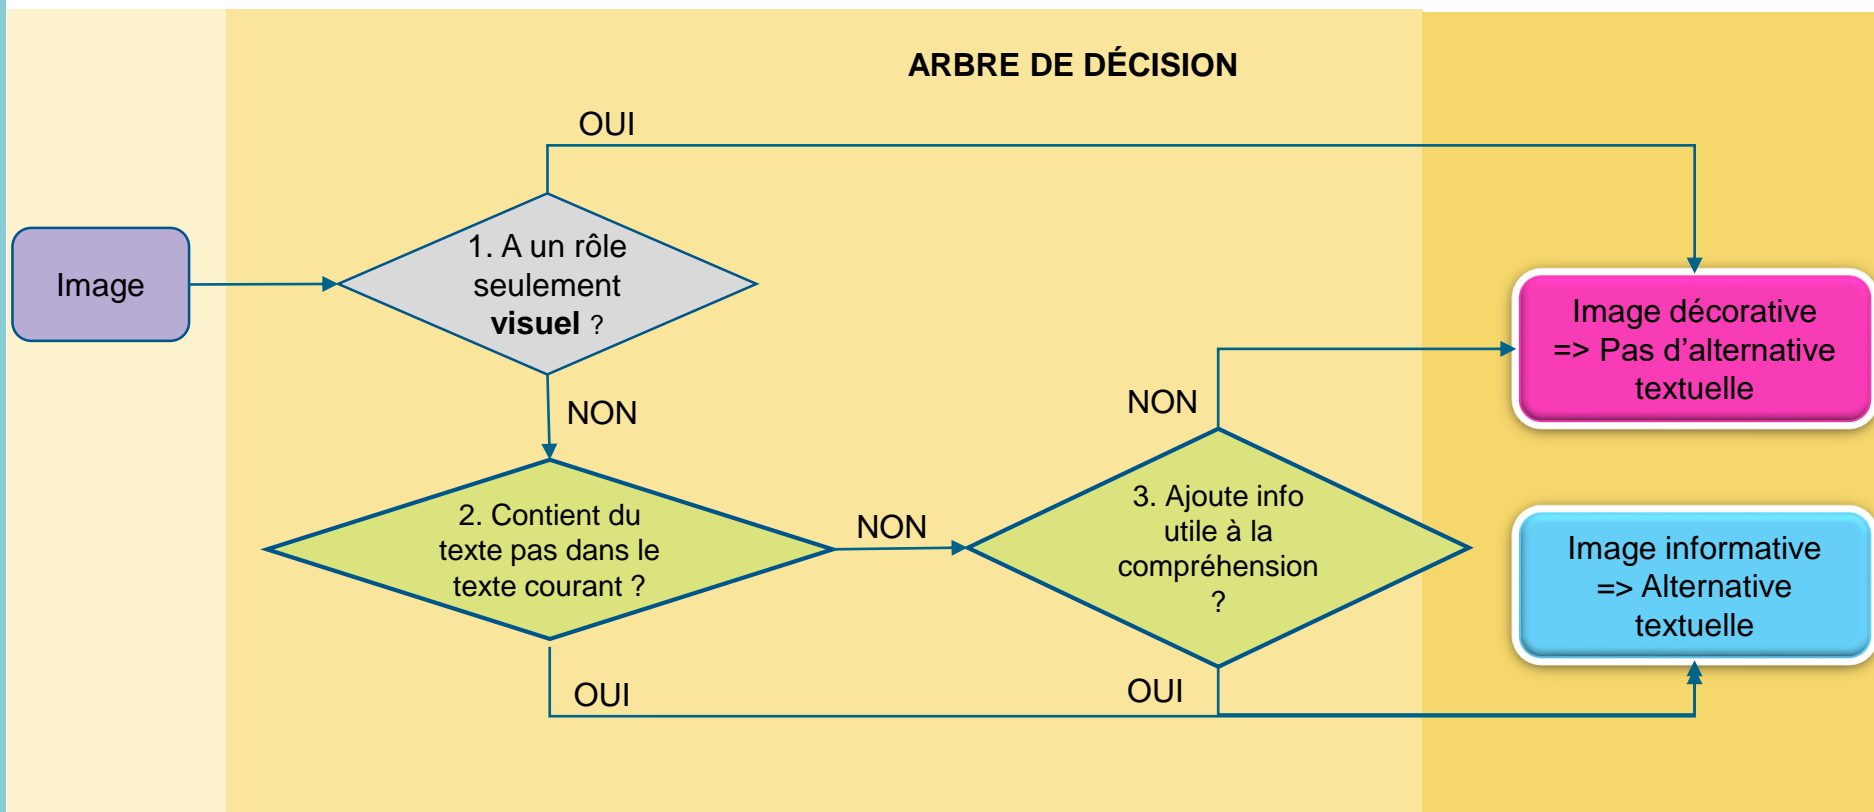 ARBRE DE DÉCISION
OUI
Image
1. A un rôle
seulement
visuel ?
Image décorative
=> Pas d’alternative
textuelle
NON
NON
2. Contient du
texte pas dans le
texte courant ?
NON
3. Ajoute info
utile à la
compréhension
?
Image informative
=> Alternative
textuelle
OUI
OUI